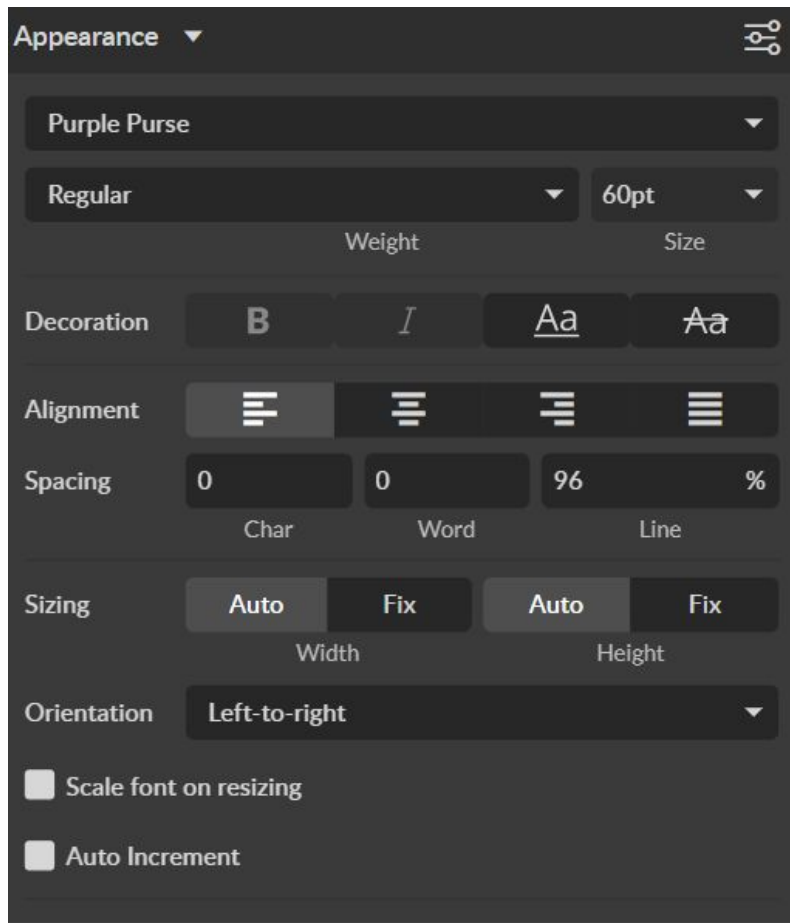 Appearance
Purple Purse
Regular 60pt
Weight Size
Decoration B I Aa Aa
Alignment
Spacing 0 0 96 %
Char Word Line
Sizing Auto Fix Auto Fix
Width Height
Orientation Left-to-right
Scale font on resizing
Auto Increment